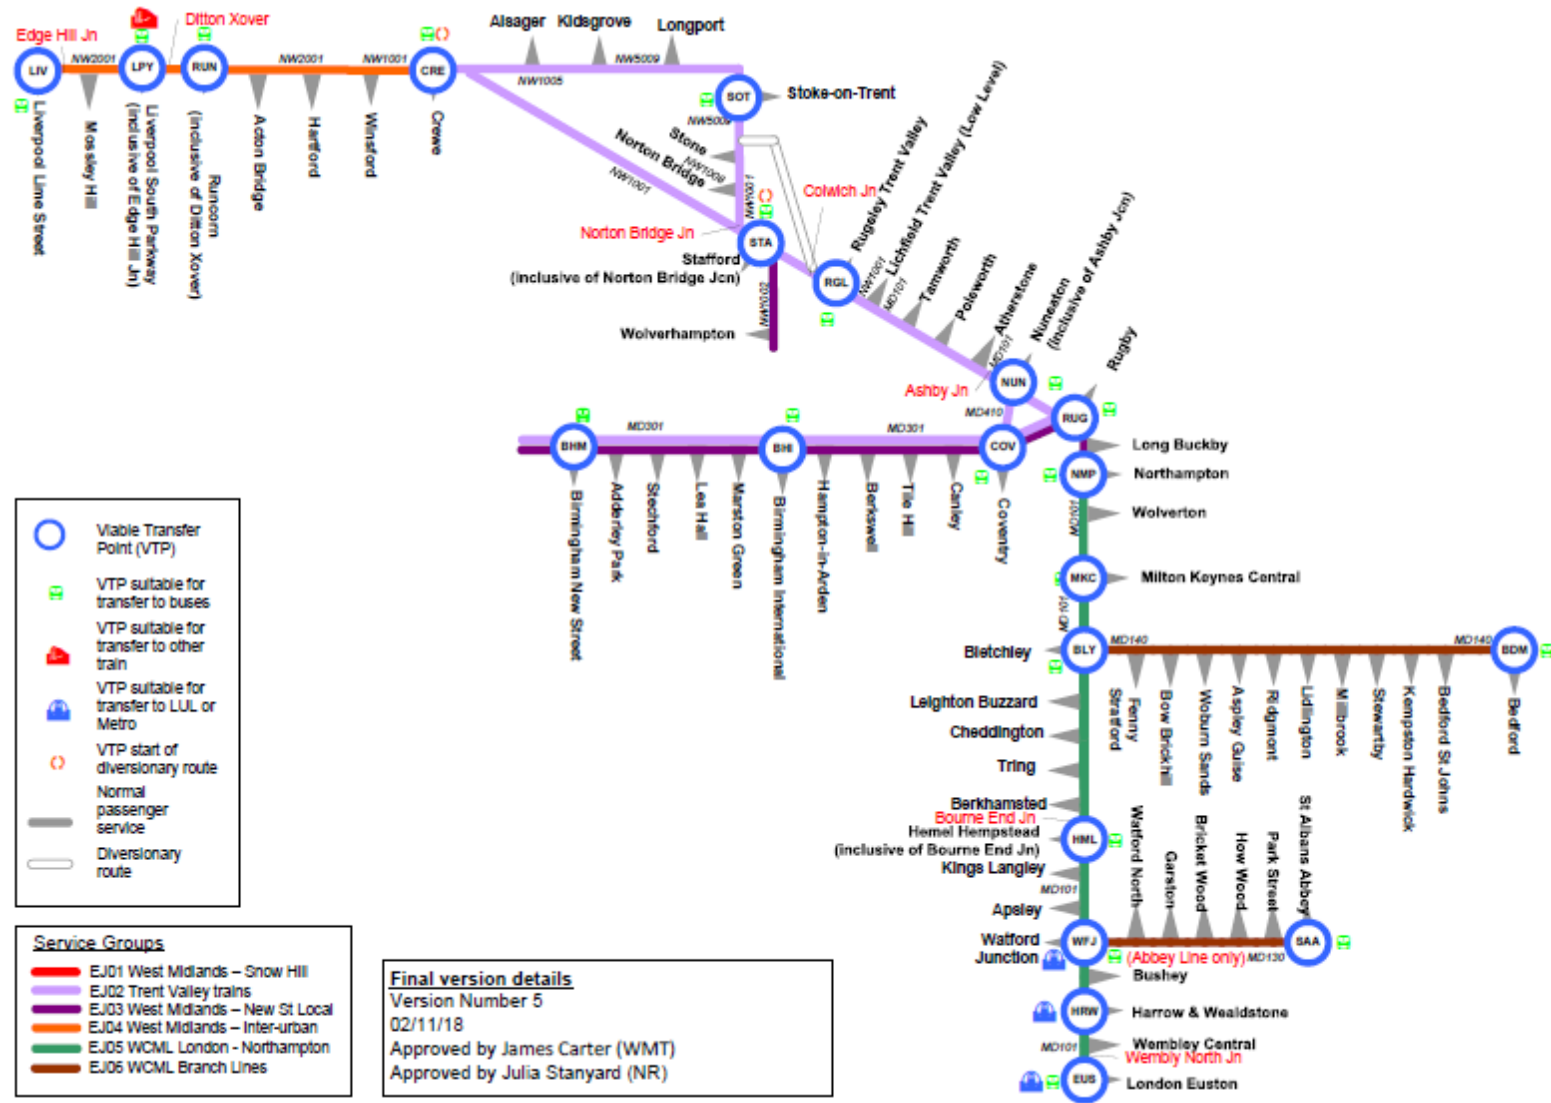 Edge Hill Jn
Ditton Xover
LIV
NW2001
LPY
RUN
NW2001
NW1001
CRE
Alsager
Kidsgrove
Longport
NW1005
NW5009
SOT
Stoke-on-Trent
Liverpool Lime Street
Mossley Hill
Liverpool South Parkway
(inclusive of Edge Hill Jn)
Runcorn
(inclusive of Ditton Xover)
Acton Bridge
Hartford
Winsford
Crewe
NW5009
Stone
Norton Bridge
NW1008
NW1001
NW1001
Norton Bridge Jn
STA
Stafford
(inclusive of Norton Bridge Jcn)
NW1002
Wolverhampton
Colwich Jn
RGL
Rugeley Trent Valley
NW1001
Lichfield Trent Valley (Low Level)
MD101
Tamworth
Polesworth
Atherstone
MD101
Nuneaton
(inclusive of Ashby Jcn)
Ashby Jn
NUN
Rugby
MD410
RUG
BHM
MD301
BHI
MD301
COV
Long Buckby
NMP
Northampton
Birmingham New Street
Adderley Park
Stechford
Lea Hall
Marston Green
Birmingham International
Hampton-in-Arden
Berkswell
Tile Hill
Canley
Coventry
MD101
Wolverton
MKC
Milton Keynes Central
MD101
Bletchley
BLY
MD140
MD140
BDM
Fenny
Stratford
Bow Brickhill
Woburn Sands
Aspley Guise
Ridgmont
Lidlington
Millbrook
Stewartby
Kempston Hardwick
Bedford St Johns
Bedford
Leighton Buzzard
Cheddington
Tring
Berkhamsted
Bourne End Jn
Hemel Hempstead
(inclusive of Bourne End Jn)
HML
Kings Langley
MD101
Apsley
Watford
Junction
WFJ
Watford North
Garston
Bricket Wood
How Wood
Park Street
St Albans Abbey
SAA
(Abbey Line only)
MD130
Bushey
HRW
Harrow & Wealdstone
MD101
Wembley Central
Wembly North Jn
EUS
London Euston
Viable Transfer
Point (VTP)
VTP suitable for
transfer to buses
VTP suitable for
transfer to other
train
VTP suitable for
transfer to LUL or
Metro
VTP start of
diversionary route
Normal
passenger
service
Diversionary
route
Service Groups
EJ01 West Midlands – Snow Hill
EJ02 Trent Valley trains
EJ03 West Midlands – New St Local
EJ04 West Midlands – Inter-urban
EJ05 WCML London - Northampton
EJ06 WCML Branch Lines
Final version details
Version Number 5
02/11/18
Approved by James Carter (WMT)
Approved by Julia Stanyard (NR)